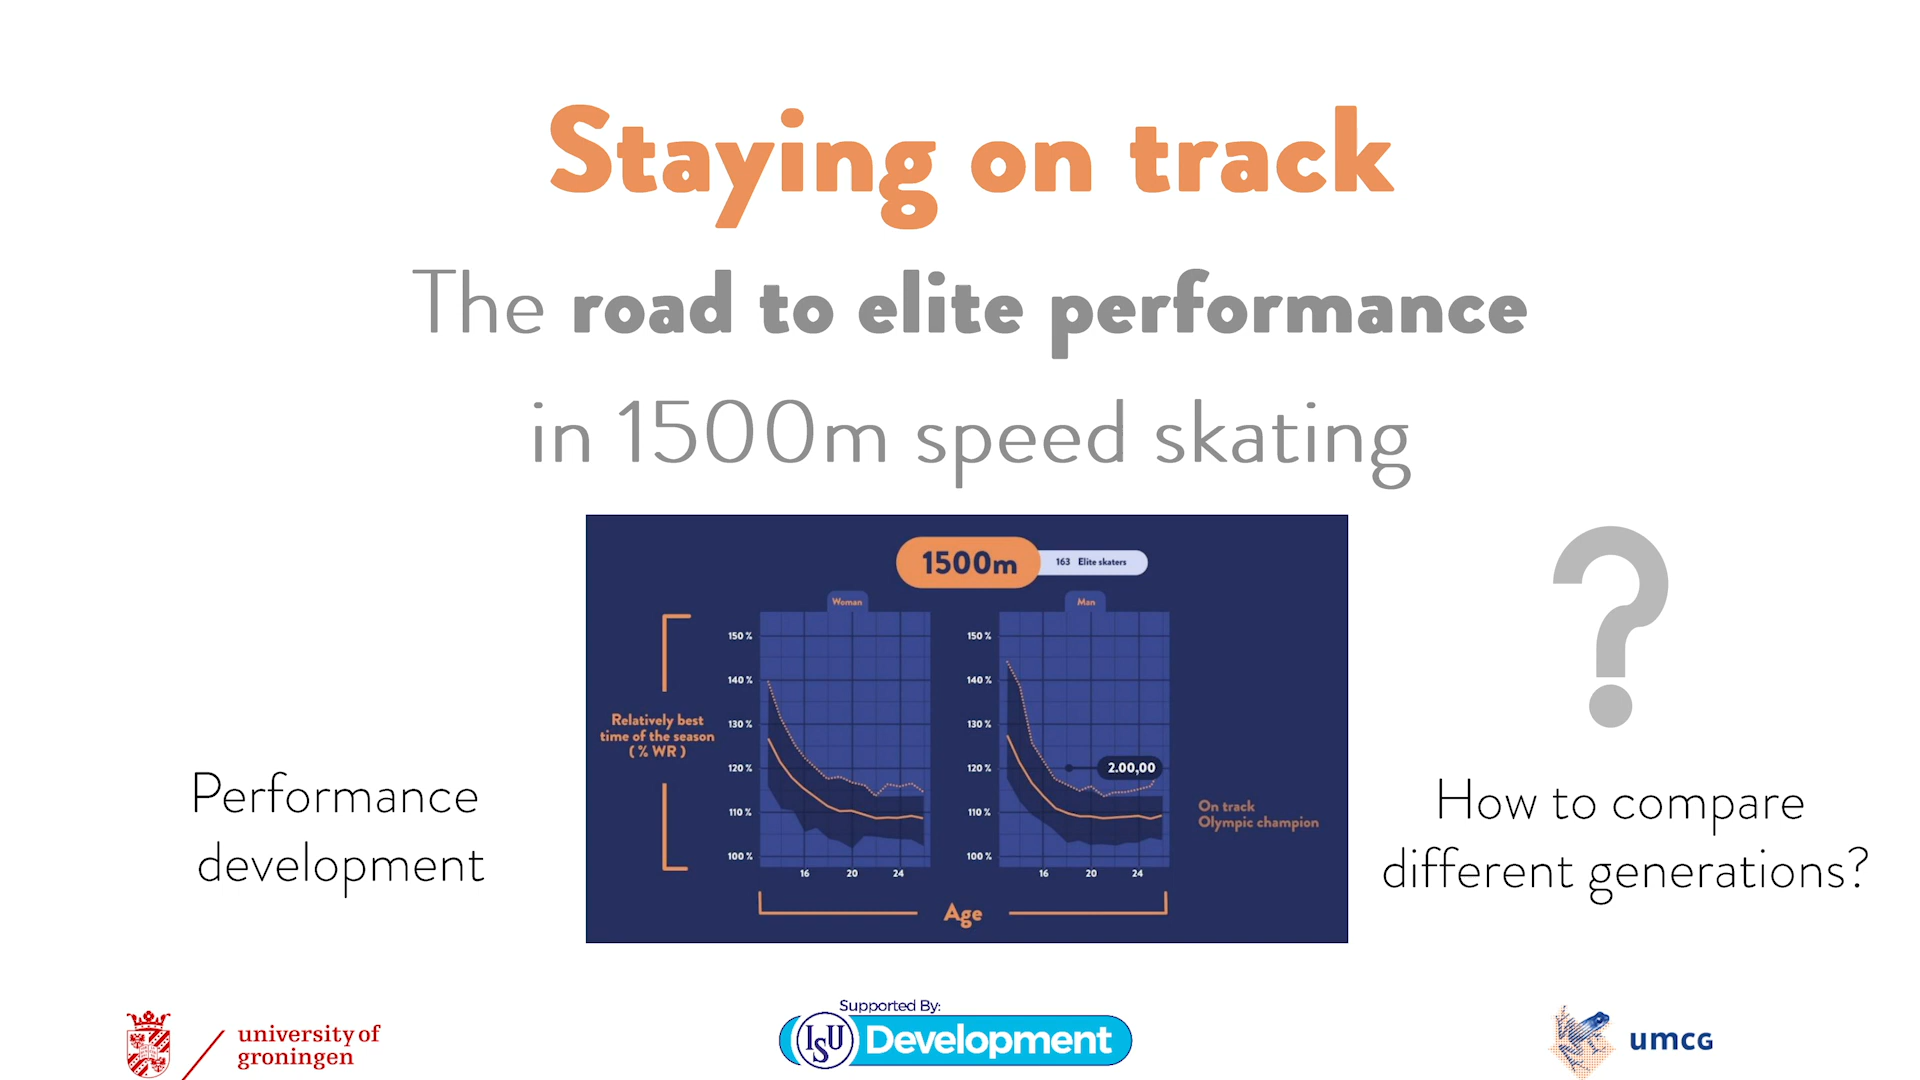 Staying on track
The road to elite performance
in 1500m speed skating
Performance
development
1500m
163 Elite skaters
Woman
Man
150 %
140 %
130 %
120 %
110 %
100 %
16 20 24
150 %
140 %
130 %
120 %
110 %
100 %
16 20 24
2.00,00
Relatively best
time of the season
( % WR )
On track
Olympic champion
Age
How to compare
different generations?
?
university of
groningen
Supported By:
ISU Development
umcg